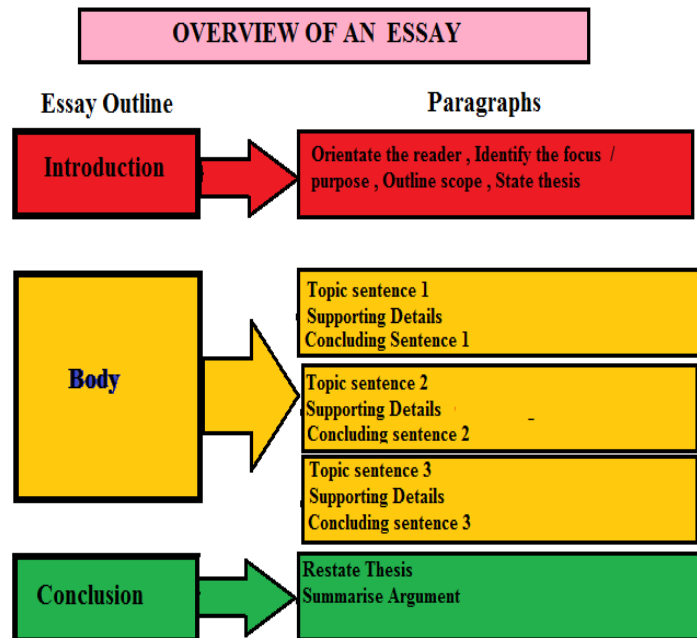 OVERVIEW OF AN ESSAY
Essay Outline
Paragraphs
Introduction
Orientate the reader , Identify the focus /
purpose , Outline scope , State thesis
Body
Topic sentence 1
Supporting Details
Concluding Sentence 1
Topic sentence 2
Supporting Details
Concluding sentence 2
Topic sentence 3
Supporting Details
Concluding sentence 3
Conclusion
Restate Thesis
Summarise Argument